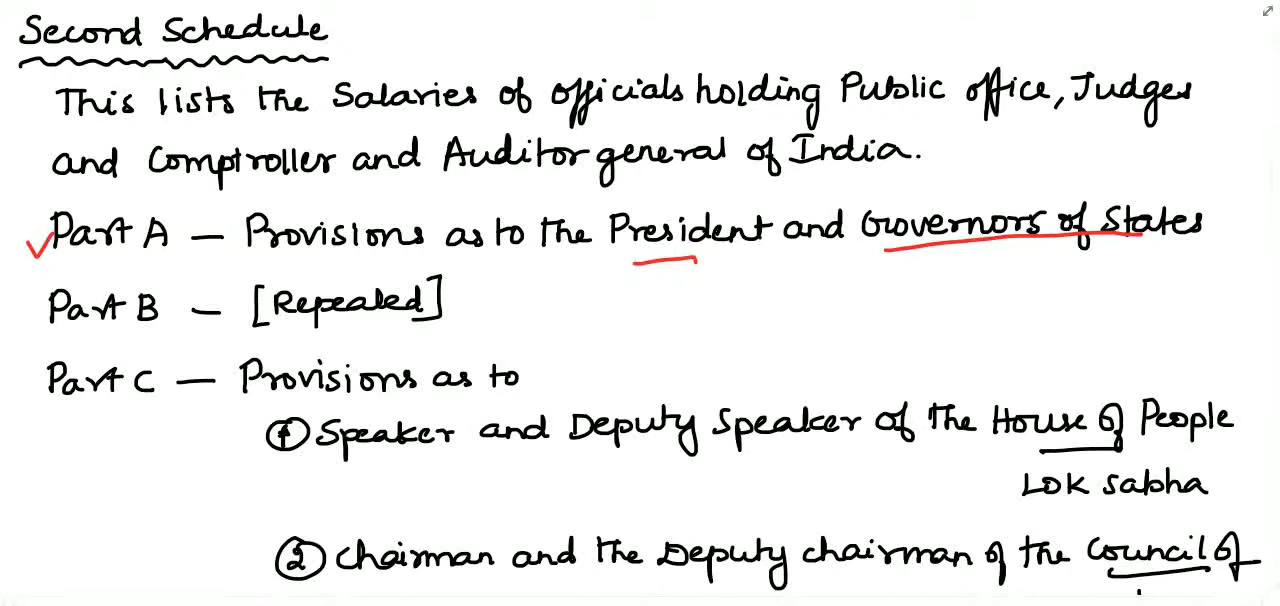 Second Schedule
This lists the Salaries of officials holding Public office, Judges
and Comptroller and Auditor general of India.
Part A — Provisions as to the President and Governors of States
Part B — [Repealed]
Part C — Provisions as to
① Speaker and Deputy Speaker of the House of People
Lok Sabha
② Chairman and the Deputy chairman of the Council of